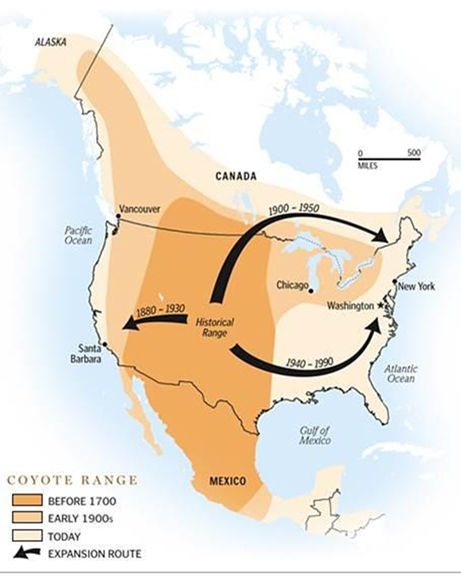 ALASKA
0 500
MILES
CANADA
1900 – 1950
Vancouver
Pacific
Ocean
Chicago
New York
Washington
1880 – 1930
Historical
Range
Santa
Barbara
1940 – 1990
Atlantic
Ocean
Gulf of
Mexico
MEXICO
COYOTE RANGE
BEFORE 1700
EARLY 1900s
TODAY
EXPANSION ROUTE